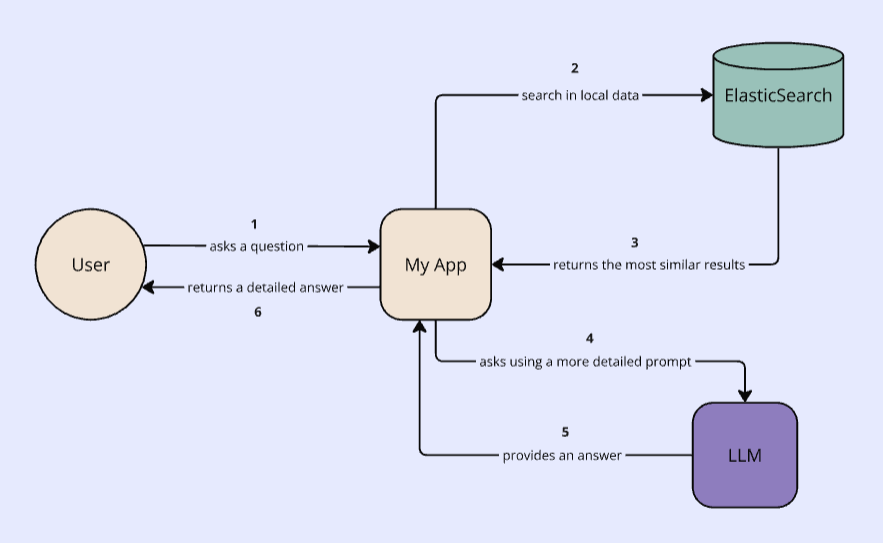 2
search in local data
ElasticSearch
1
asks a question
User
My App
3
returns the most similar results
returns a detailed answer
6
4
asks using a more detailed prompt
5
provides an answer
LLM